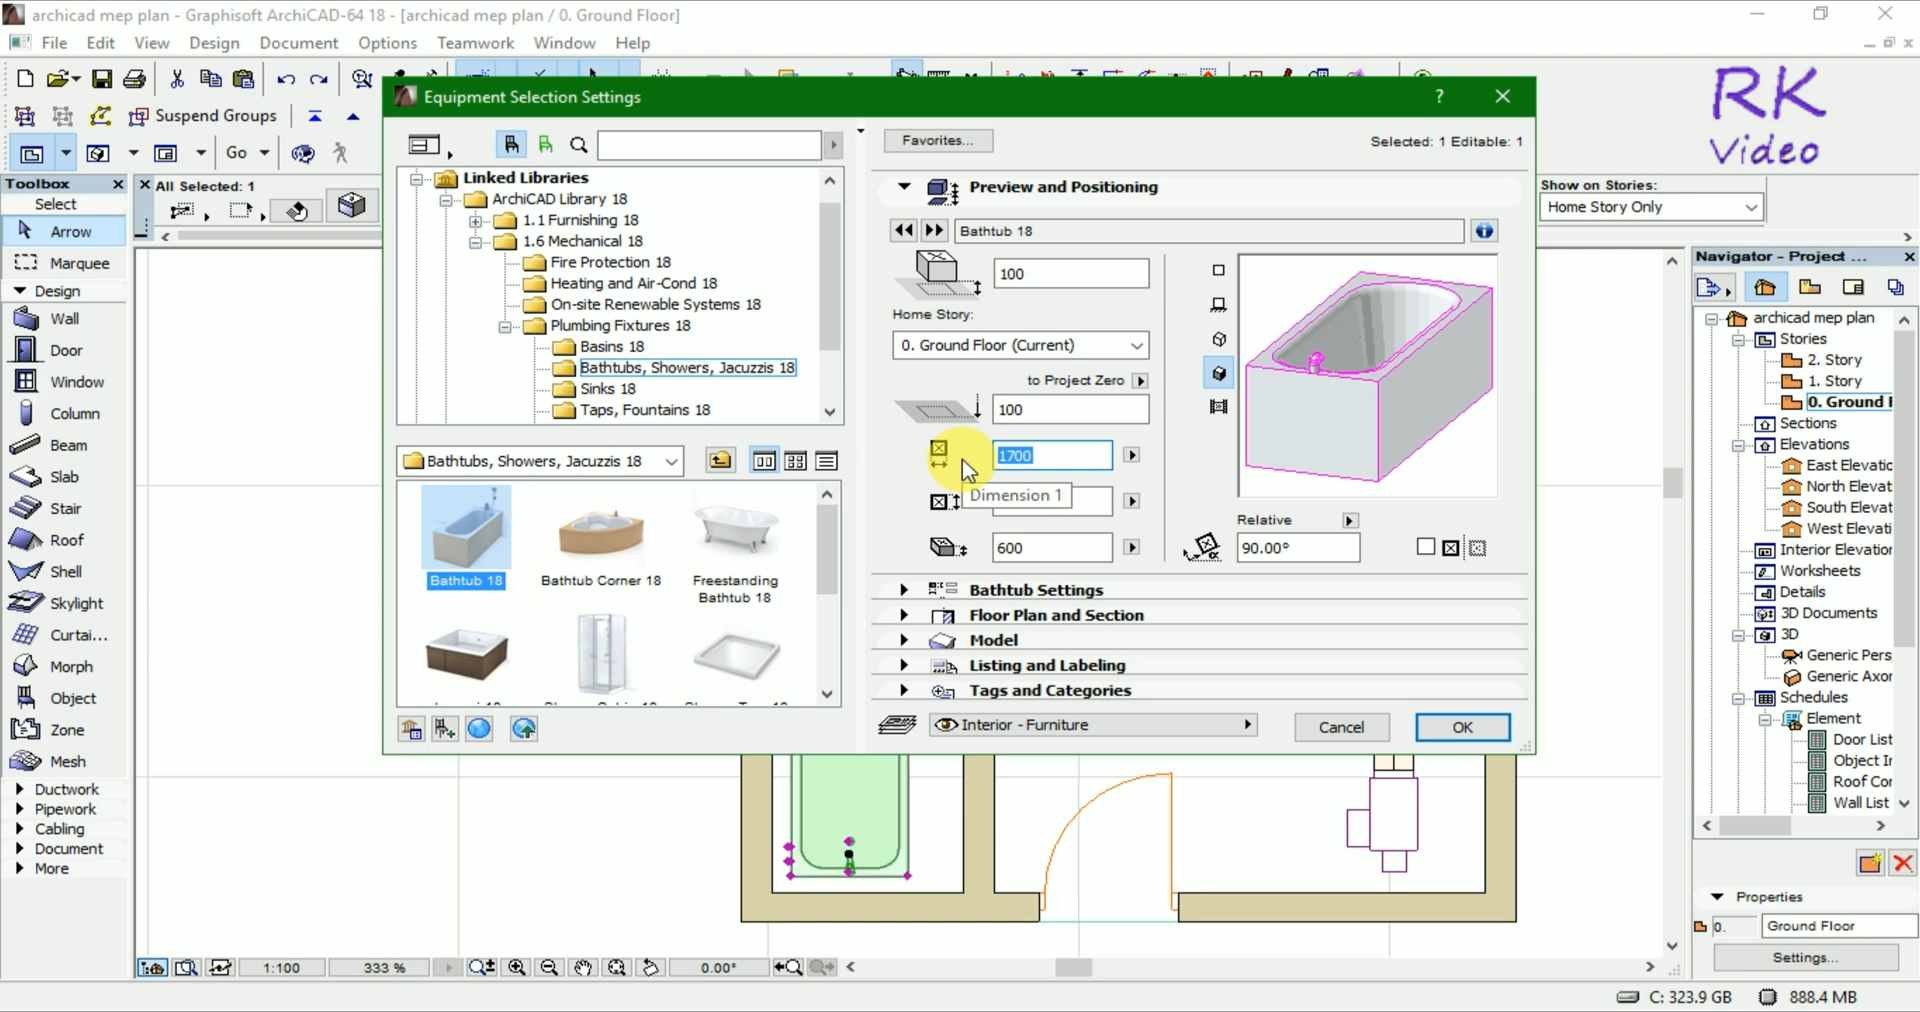 archicad mep plan - Graphisoft ArchiCAD-64 18 - [archicad mep plan / 0. Ground Floor]
File Edit View Design Document Options Teamwork Window Help
Suspend Groups
Go
RK
Video
Toolbox
Select
Arrow
Marquee
Design
Wall
Door
Window
Column
Beam
Slab
Stair
Roof
Shell
Skylight
Curtai...
Morph
Object
Zone
Mesh
Ductwork
Pipework
Cabling
Document
More
All Selected: 1
Equipment Selection Settings
Linked Libraries
ArchiCAD Library 18
1.1 Furnishing 18
1.6 Mechanical 18
Fire Protection 18
Heating and Air-Cond 18
On-site Renewable Systems 18
Plumbing Fixtures 18
Basins 18
Bathtubs, Showers, Jacuzzis 18
Sinks 18
Taps, Fountains 18
Bathtubs, Showers, Jacuzzis 18
Bathtub 18
Bathtub Corner 18
Freestanding
Bathtub 18
Favorites...
Selected: 1 Editable: 1
Preview and Positioning
Bathtub 18
100
Home Story:
0. Ground Floor (Current)
to Project Zero
100
1700
Dimension 1
600
Relative
90.00°
Bathtub Settings
Floor Plan and Section
Model
Listing and Labeling
Tags and Categories
Interior - Furniture
Cancel
OK
Show on Stories:
Home Story Only
Navigator - Project ...
archicad mep plan
Stories
2. Story
1. Story
0. Ground
Sections
Elevations
East Elevatic
North Elevat
South Elevat
West Elevati
Interior Elevation
Worksheets
Details
3D Documents
3D
Generic Pers
Generic Axor
Schedules
Element
Door List
Object In
Roof Cor
Wall List
Properties
0.
Ground Floor
Settings...
1:100
333 %
0.00°
C: 323.9 GB
888.4 MB